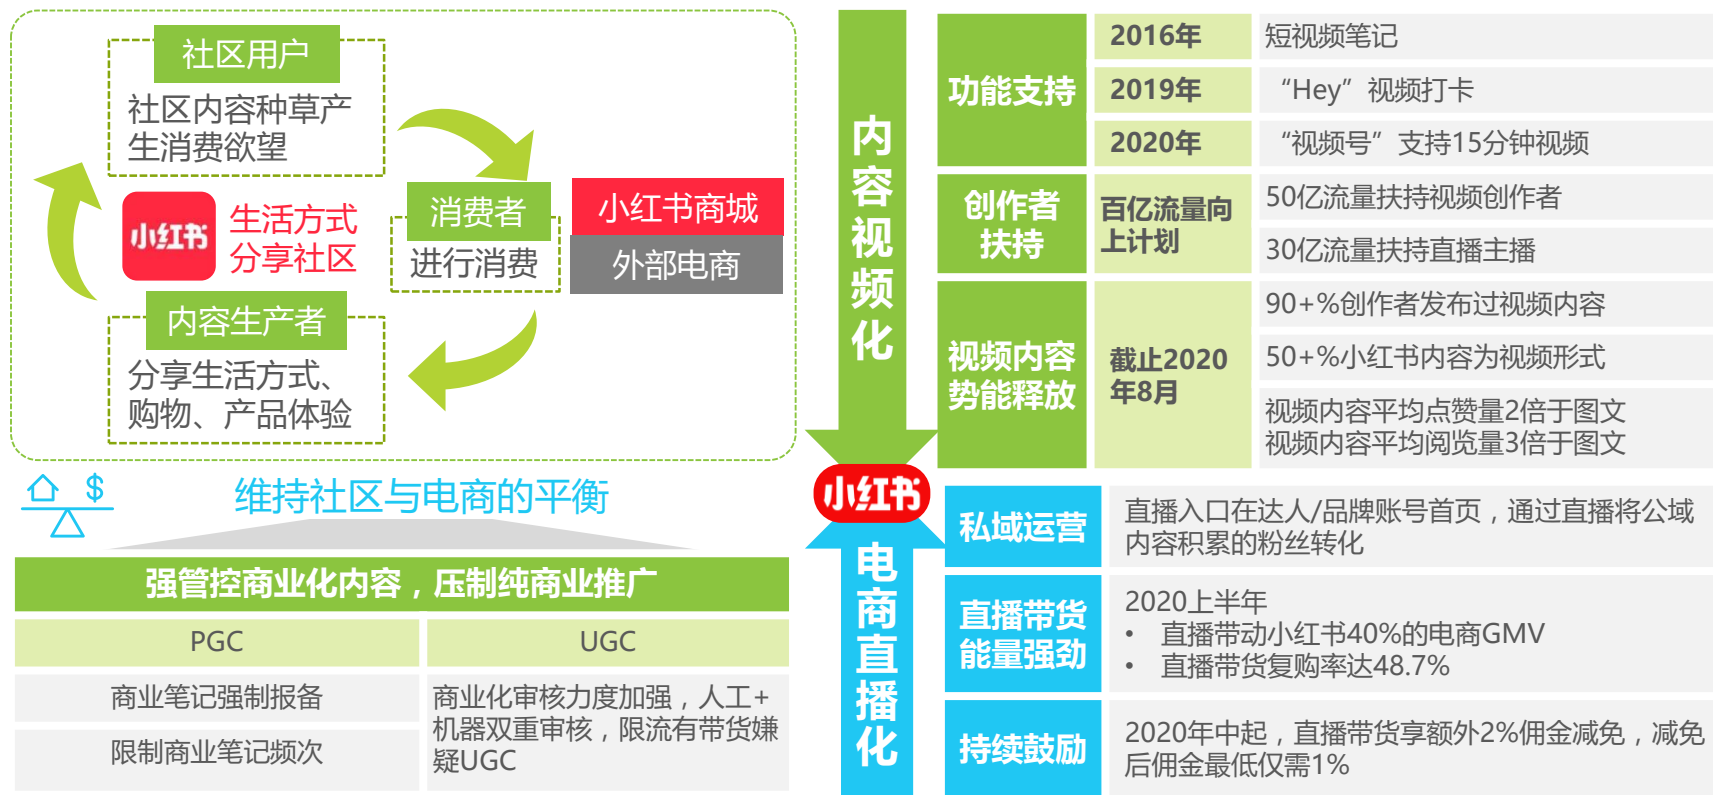 社区用户
社区内容种草产
生消费欲望
小红书
生活方式
分享社区
消费者
进行消费
小红书商城
外部电商
内容生产者
分享生活方式、
购物、产品体验
$
维持社区与电商的平衡
强管控商业化内容，压制纯商业推广
PGC
UGC
商业笔记强制报备
限制商业笔记频次
商业化审核力度加强，人工+
机器双重审核，限流有带货嫌
疑UGC
内容视频化
小红书
电商直播化
功能支持
2016年
短视频笔记
2019年
“Hey”视频打卡
2020年
“视频号”支持15分钟视频
创作者
扶持
百亿流量向
上计划
50亿流量扶持视频创作者
30亿流量扶持直播主播
视频内容
势能释放
截止2020
年8月
90+%创作者发布过视频内容
50+%小红书内容为视频形式
视频内容平均点赞量2倍于图文
视频内容平均阅览量3倍于图文
私域运营
直播入口在达人/品牌账号首页，通过直播将公域
内容积累的粉丝转化
直播带货
能量强劲
2020上半年
• 直播带动小红书40%的电商GMV
• 直播带货复购率达48.7%
持续鼓励
2020年中起，直播带货享额外2%佣金减免，减免
后佣金最低仅需1%